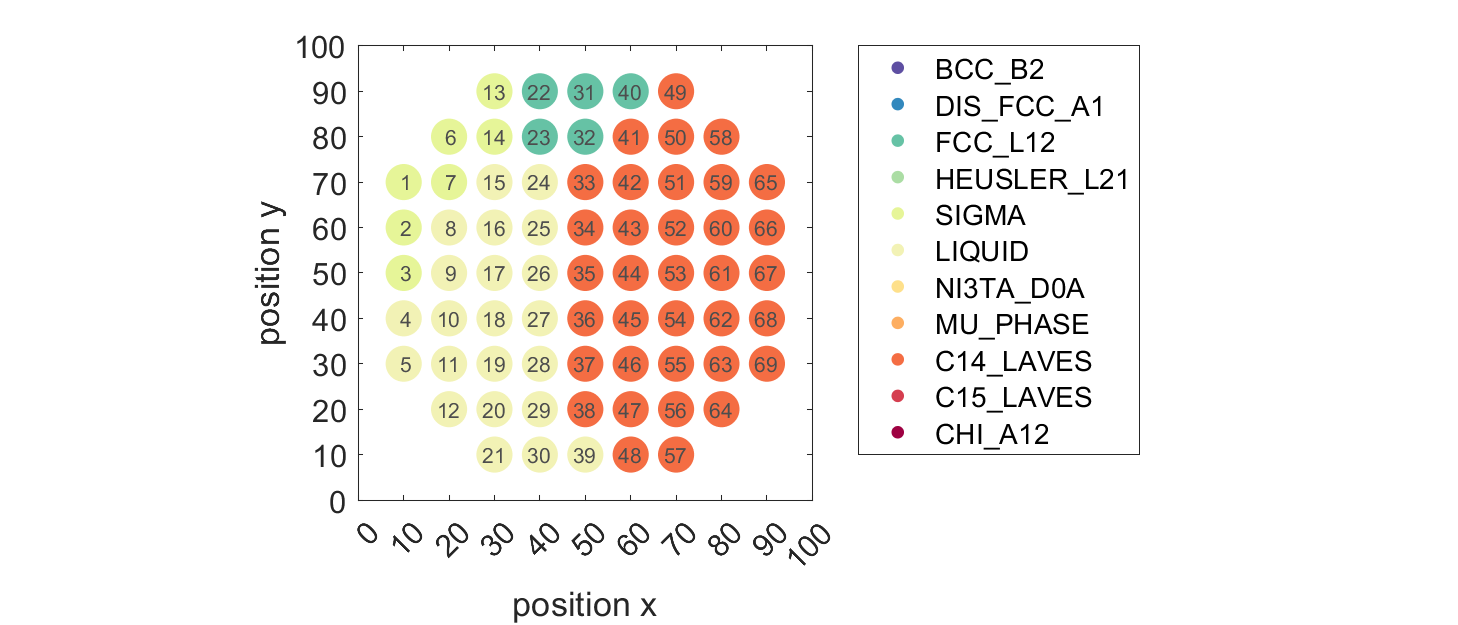 100
90
80
70
60
50
40
30
20
10
0
position y
13 22 31 40 49
6 14 23 32 41 50 58
1 7 15 24 33 42 51 59 65
2 8 16 25 34 43 52 60 66
3 9 17 26 35 44 53 61 67
4 10 18 27 36 45 54 62 68
5 11 19 28 37 46 55 63 69
12 20 29 38 47 56 64
21 30 39 48 57
0 10 20 30 40 50 60 70 80 90 100
position x
BCC_B2
DIS_FCC_A1
FCC_L12
HEUSLER_L21
SIGMA
LIQUID
NI3TA_D0A
MU_PHASE
C14_LAVES
C15_LAVES
CHI_A12